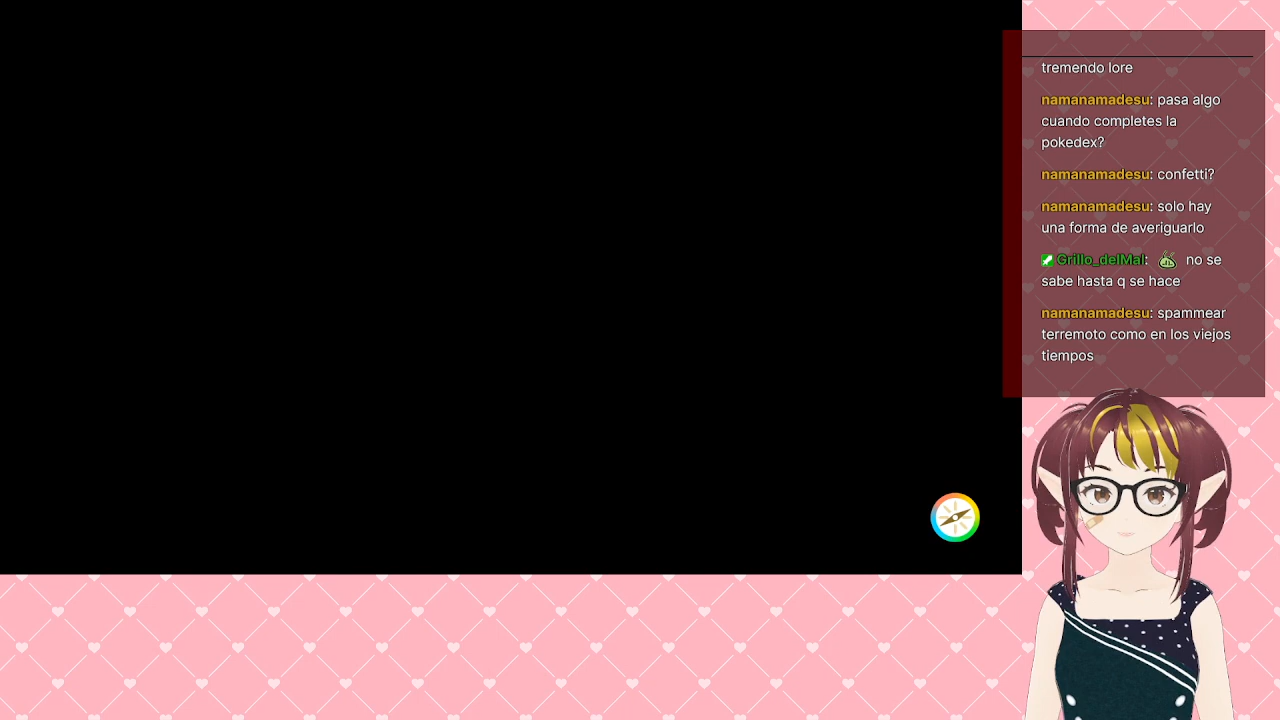 tremendo lore
namanamadesu: pasa algo
cuando completes la
pokedex?
namanamadesu: confetti?
namanamadesu: solo hay
una forma de averiguarlo
Grillo_delMal: no se
sabe hasta q se hace
namanamadesu: spammear
terremoto como en los viejos
tiempos